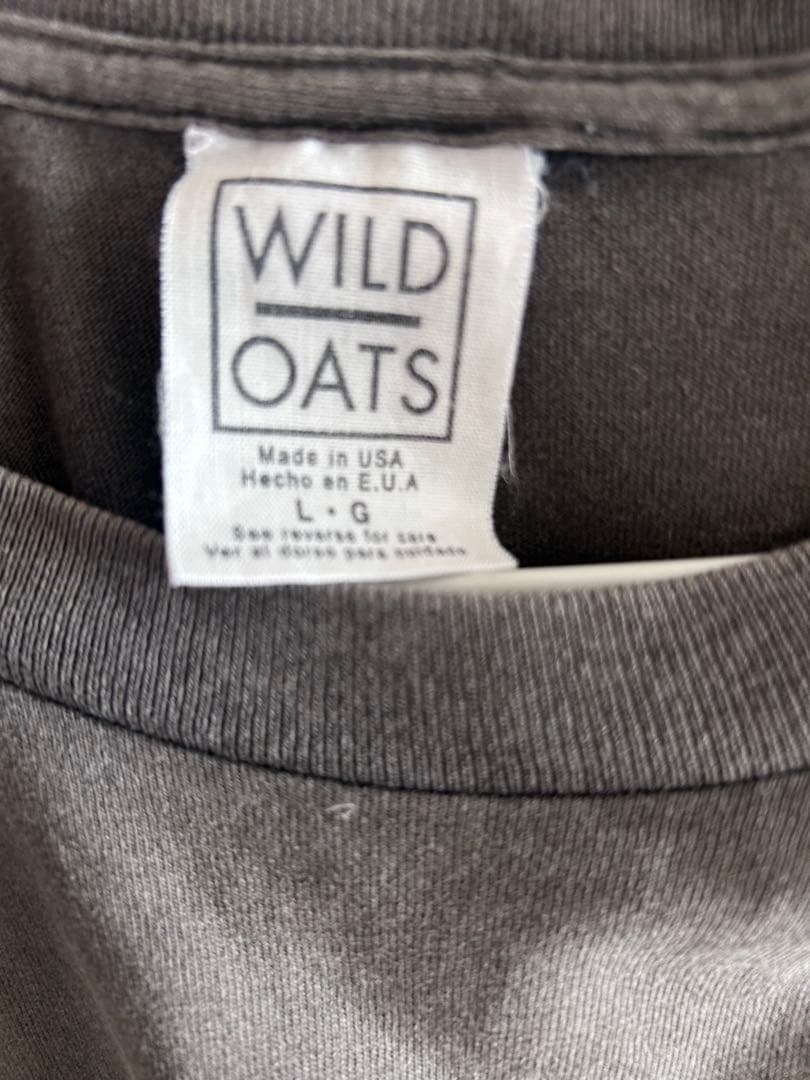 WILD
OATS
Made in USA
Hecho en E.U.A
L • G
See reverse for care
Ver al dorso para cuidado